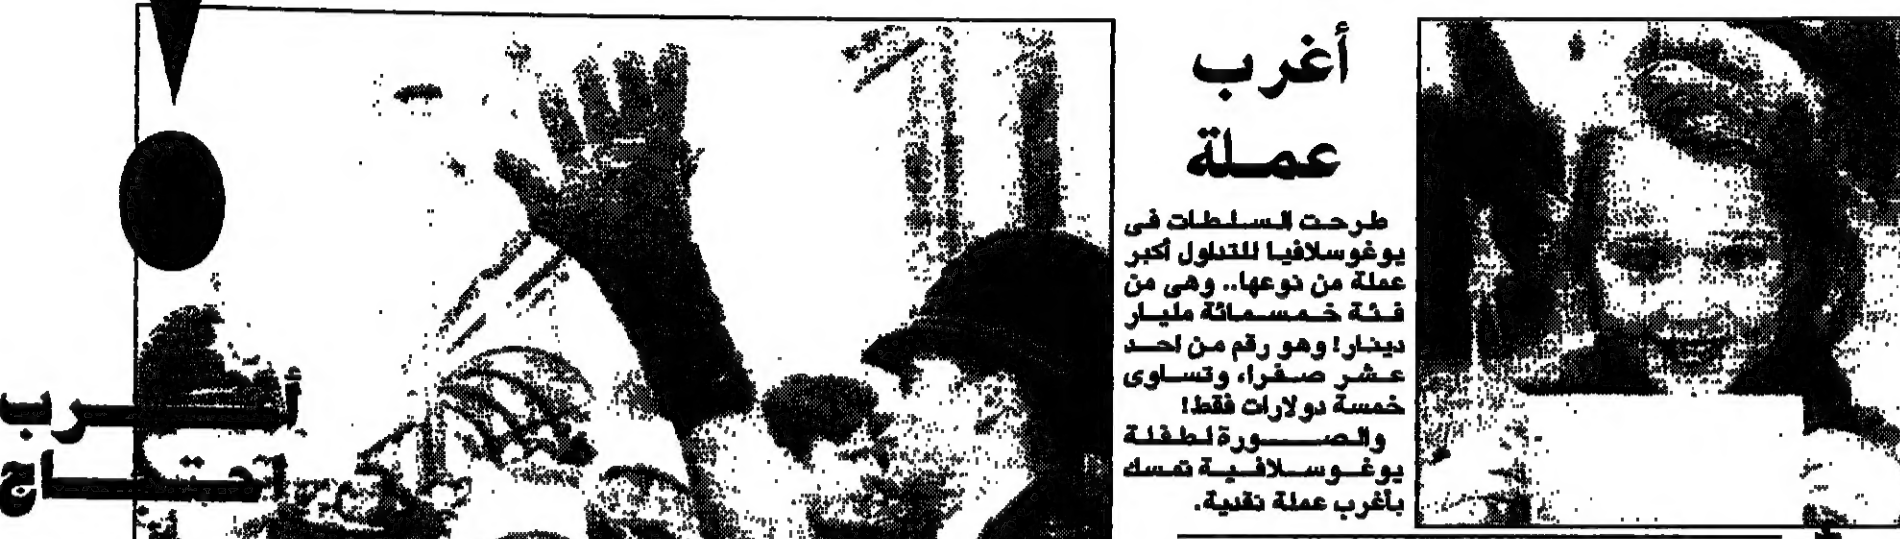 أغرب
عملة
طرحت السلطات فى
يوغوسلافيا للتداول أكبر
عملة من نوعها.. وهى من
فئة خمسمائة مليار
دينار! وهو رقم من احد
عشر صفرا، وتساوى
خمسة دولارات فقط!
والصورة لطفلة
يوغوسلافية تمسك
بأغرب عملة نقدية.
أغرب
احتجاج